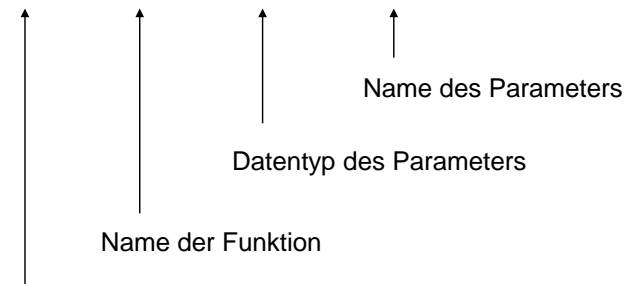 Name des Parameters
Datentyp des Parameters
Name der Funktion